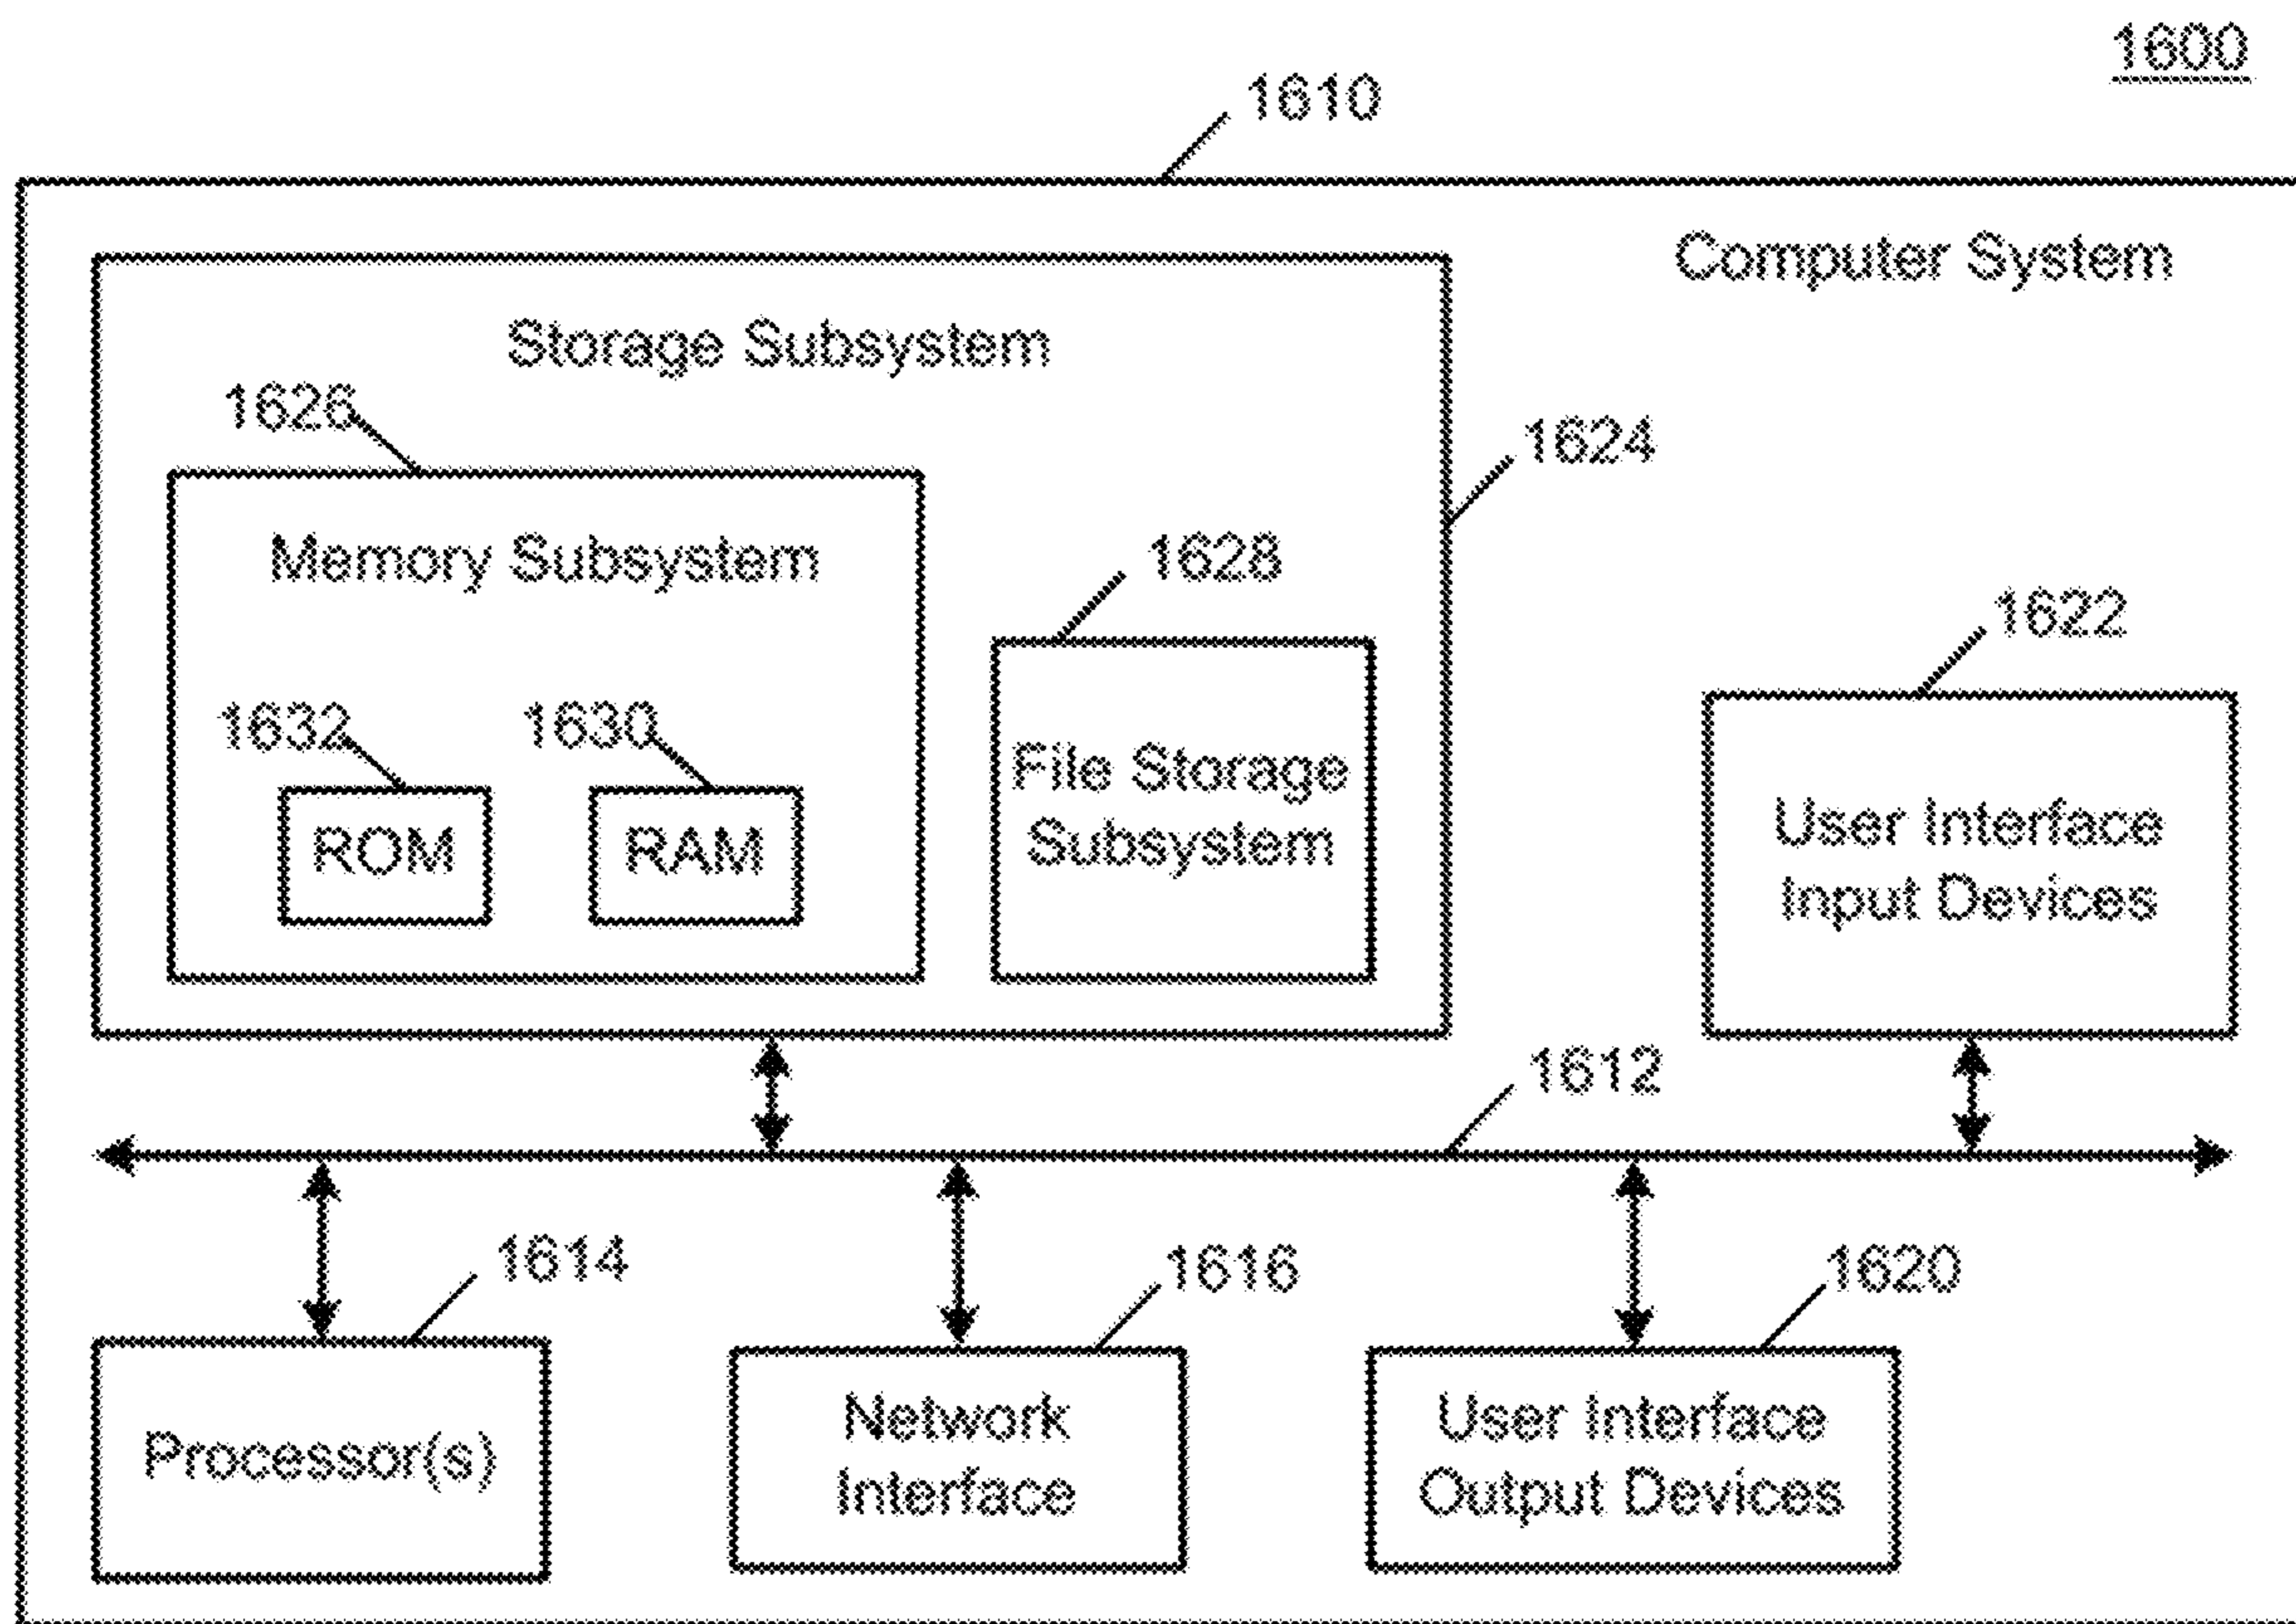 1600
1610
Computer System
Storage Subsystem
1626
1624
Memory Subsystem
1628
1622
1632
1630
File Storage
Subsystem
ROM
RAM
User Interface
Input Devices
1612
1614
1616
1620
Processor(s)
Network
Interface
User Interface
Output Devices